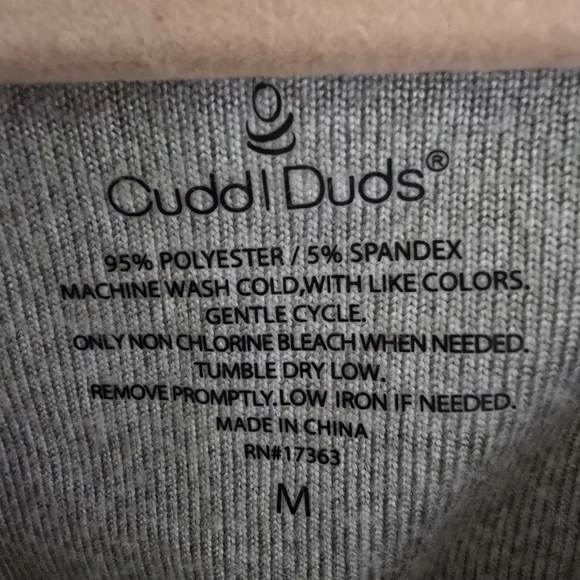 Cuddl Duds®
95% POLYESTER / 5% SPANDEX
MACHINE WASH COLD,WITH LIKE COLORS.
GENTLE CYCLE.
ONLY NON CHLORINE BLEACH WHEN NEEDED.
TUMBLE DRY LOW.
REMOVE PROMPTLY.LOW IRON IF NEEDED.
MADE IN CHINA
RN#17363
M